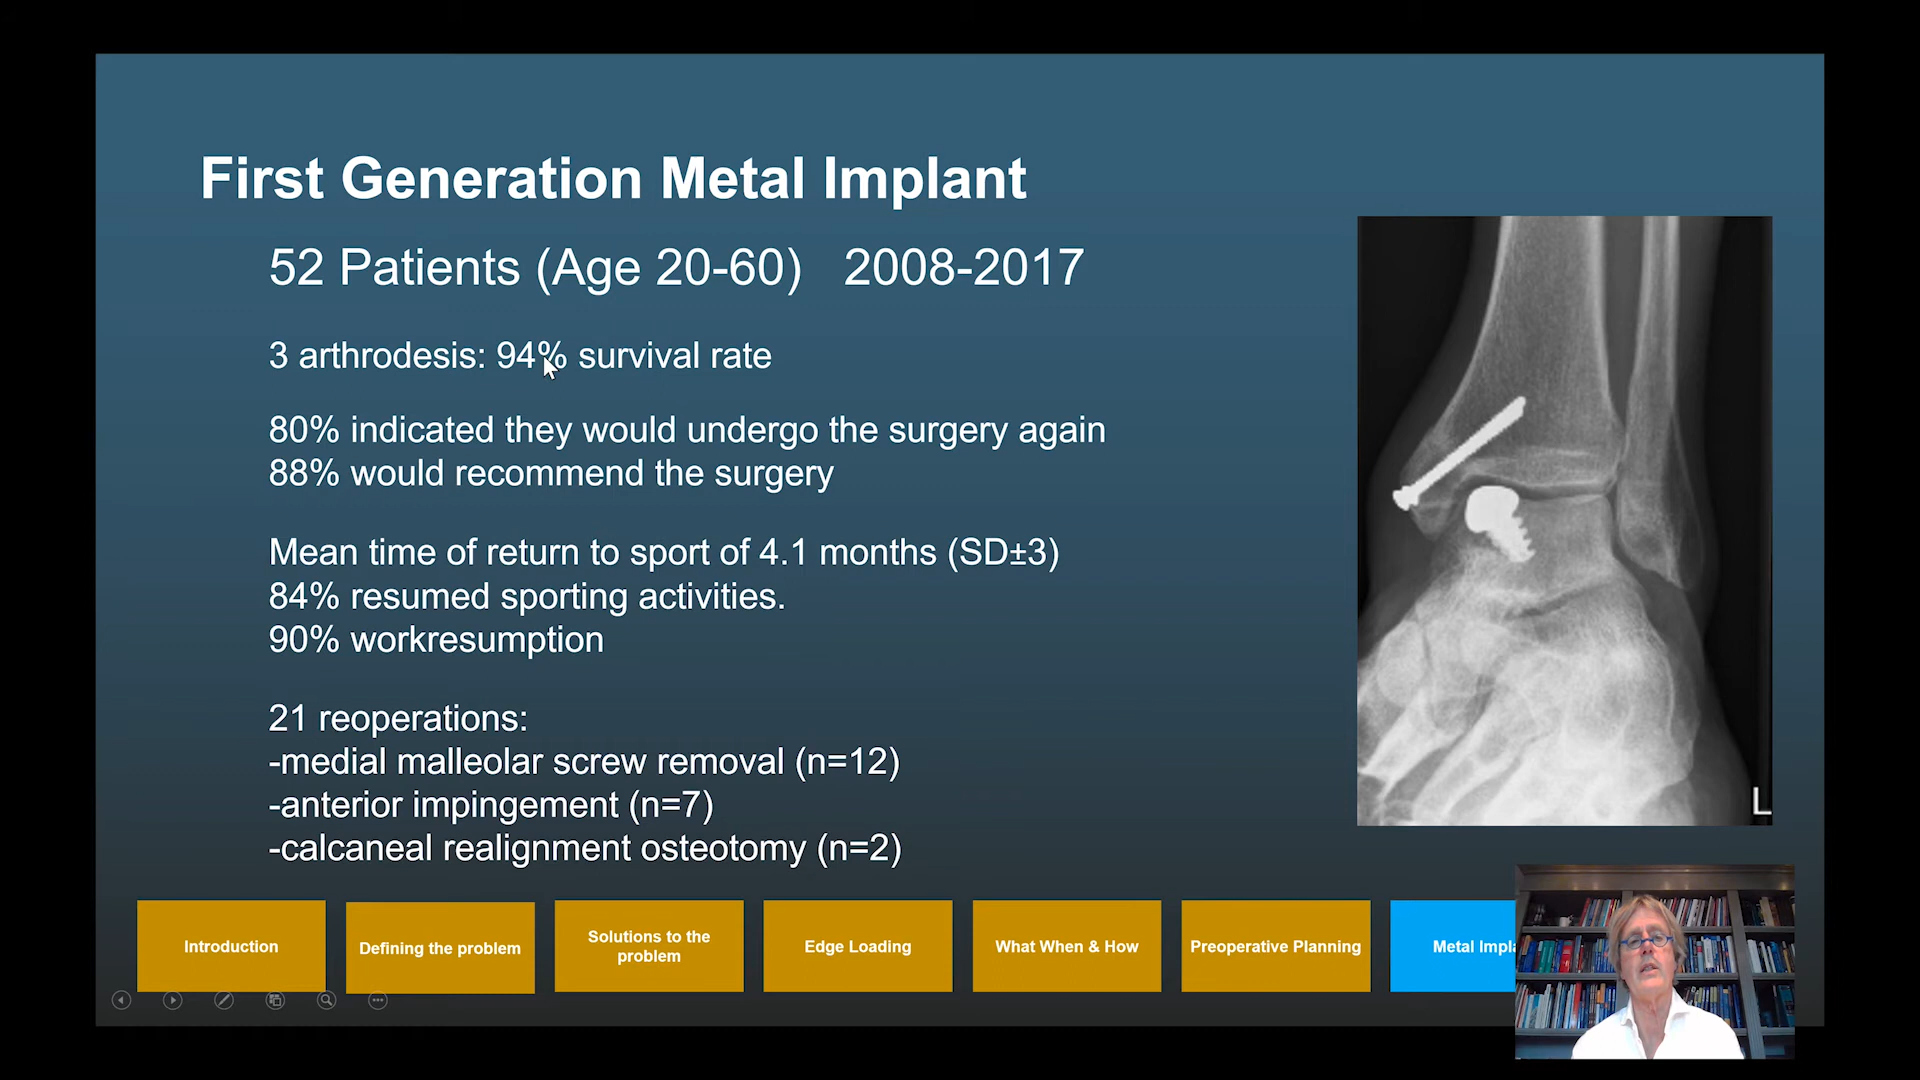 First Generation Metal Implant
52 Patients (Age 20-60) 2008-2017
3 arthrodesis: 94% survival rate
80% indicated they would undergo the surgery again
88% would recommend the surgery
Mean time of return to sport of 4.1 months (SD±3)
84% resumed sporting activities.
90% workresumption
21 reoperations:
-medial malleolar screw removal (n=12)
-anterior impingement (n=7)
-calcaneal realignment osteotomy (n=2)
L
Introduction
Defining the problem
Solutions to the
problem
Edge Loading
What When & How
Preoperative Planning
Metal